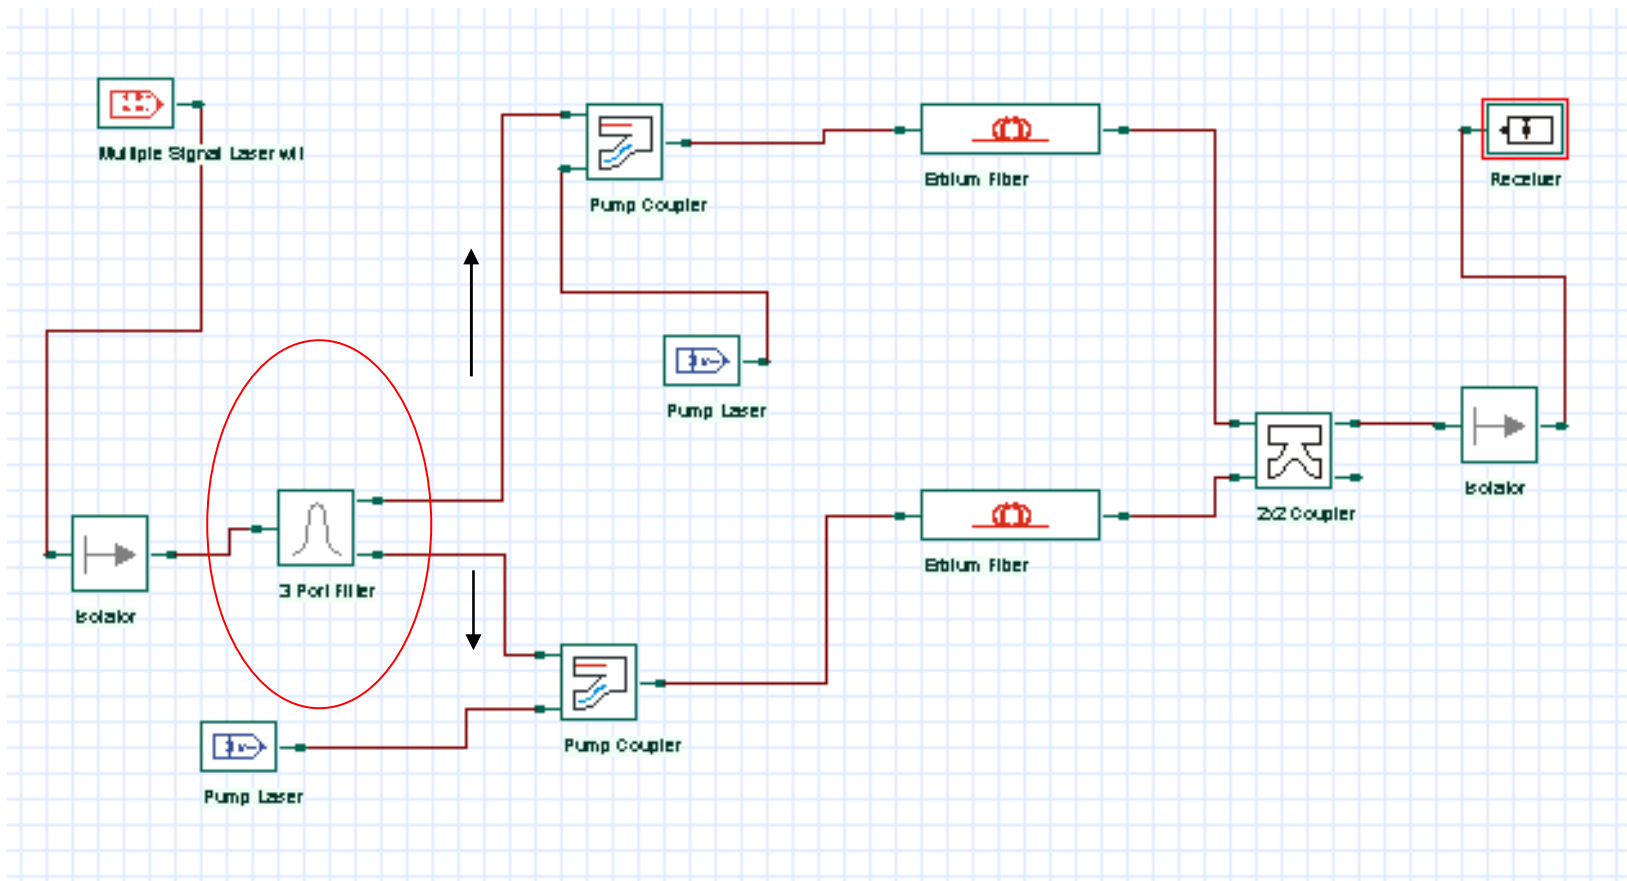 Multiple Signal Laser wi
Pump Coupler
Erbium Fiber
Receiver
Pump Laser
Isolator
2x2 Coupler
Erbium Fiber
3 Port Filter
Isolator
Pump Coupler
Pump Laser